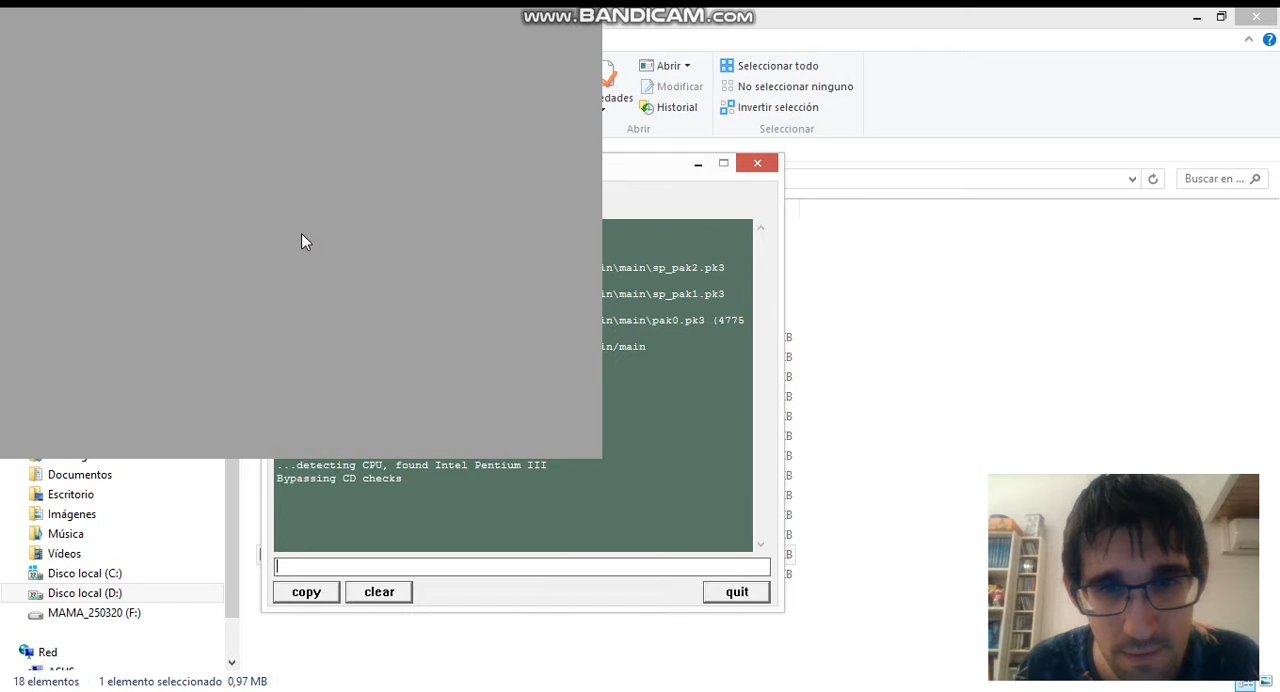 www.BANDICAM.com
Abrir
Seleccionar todo
edades
Modificar
No seleccionar ninguno
Historial
Invertir selección
Abrir
Seleccionar
Buscar en ...
in\main\sp_pak2.pk3
in\main\sp_pak1.pk3
in\main\pak0.pk3 (4775
in/main
...detecting CPU, found Intel Pentium III
Bypassing CD checks
copy
clear
quit
Documentos
Escritorio
Imágenes
Música
Vídeos
Disco local (C:)
Disco local (D:)
MAMA_250320 (F:)
Red
18 elementos
1 elemento seleccionado 0,97 MB